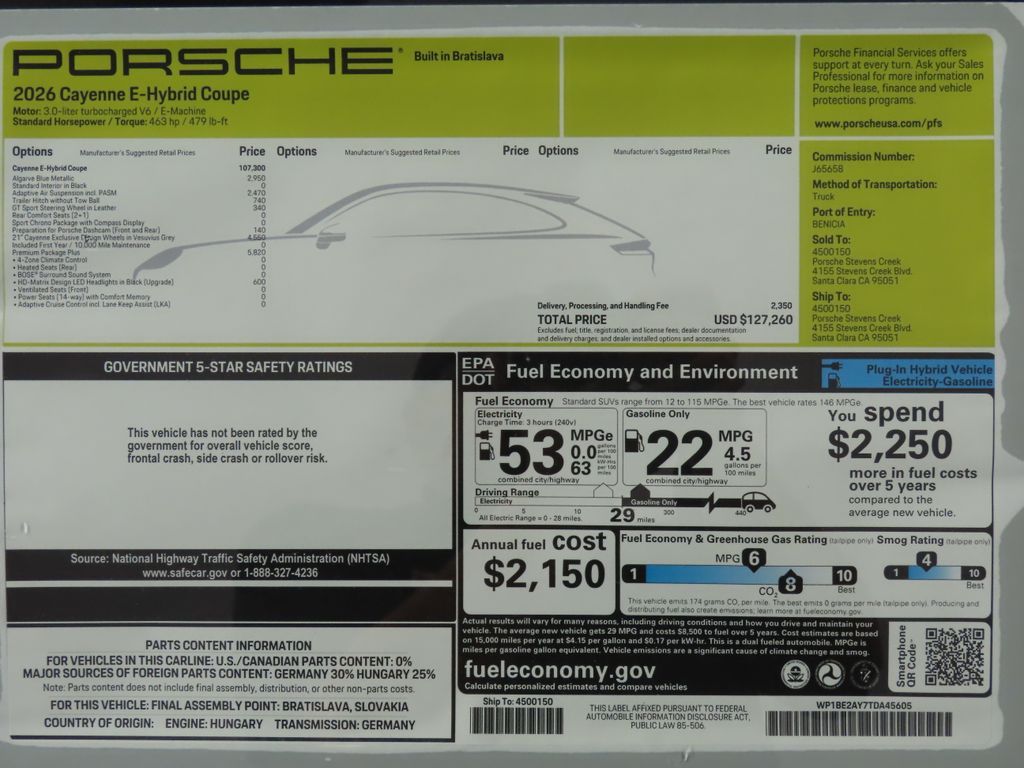 PORSCHE® Built in Bratislava
2026 Cayenne E-Hybrid Coupe
Motor: 3.0-liter turbocharged V6 / E-Machine
Standard Horsepower / Torque: 463 hp / 479 lb-ft
Porsche Financial Services offers
support at every turn. Ask your Sales
Professional for more information on
Porsche lease, finance and vehicle
protections programs.
www.porscheusa.com/pfs
Options Manufacturer's Suggested Retail Prices Price Options Manufacturer's Suggested Retail Prices Price Options Manufacturer's Suggested Retail Prices Price
Cayenne E-Hybrid Coupe 107,300
Algarve Blue Metallic 2,950
Standard Interior in Black 0
Adaptive Air Suspension incl. PASM 2,470
Trailer Hitch without Tow Ball 740
GT Sport Steering Wheel in Leather 340
Rear Comfort Seats (2+1) 0
Sport Chrono Package with Compass Display 0
Preparation for Porsche Dashcam (Front and Rear) 140
21" Cayenne Exclusive Design Wheels in Vesuvius Grey 4,550
Included First Year / 10,000 Mile Maintenance 0
Premium Package Plus 5,820
• 4-Zone Climate Control 0
• Heated Seats (Rear) 0
• BOSE® Surround Sound System 0
• HD-Matrix Design LED Headlights in Black (Upgrade) 600
• Ventilated Seats (Front) 0
• Power Seats (14-way) with Comfort Memory 0
• Adaptive Cruise Control incl. Lane Keep Assist (LKA) 0
Delivery, Processing, and Handling Fee 2,350
TOTAL PRICE USD $127,260
Excludes fuel; title, registration, and license fees; dealer documentation
and delivery charges; and dealer installed options and accessories.
Commission Number:
J65658
Method of Transportation:
Truck
Port of Entry:
BENICIA
Sold To:
4500150
Porsche Stevens Creek
4155 Stevens Creek Blvd.
Santa Clara CA 95051
Ship To:
4500150
Porsche Stevens Creek
4155 Stevens Creek Blvd.
Santa Clara CA 95051
GOVERNMENT 5-STAR SAFETY RATINGS
This vehicle has not been rated by the
government for overall vehicle score,
frontal crash, side crash or rollover risk.
Source: National Highway Traffic Safety Administration (NHTSA)
www.safecar.gov or 1-888-327-4236
PARTS CONTENT INFORMATION
FOR VEHICLES IN THIS CARLINE: U.S./CANADIAN PARTS CONTENT: 0%
MAJOR SOURCES OF FOREIGN PARTS CONTENT: GERMANY 30% HUNGARY 25%
Note: Parts content does not include final assembly, distribution, or other non-parts costs.
FOR THIS VEHICLE: FINAL ASSEMBLY POINT: BRATISLAVA, SLOVAKIA
COUNTRY OF ORIGIN: ENGINE: HUNGARY TRANSMISSION: GERMANY
EPA
DOT
Fuel Economy and Environment
Plug-In Hybrid Vehicle
Electricity-Gasoline
Fuel Economy Standard SUVs range from 12 to 115 MPGe. The best vehicle rates 146 MPGe.
Electricity
Charge Time: 3 hours (240v)
53 MPGe
0.0 gallons per 100 miles
63 kW-Hrs per 100 miles
combined city/highway
Gasoline Only
22 MPG
4.5
gallons per
100 miles
combined city/highway
You spend
$2,250
more in fuel costs
over 5 years
compared to the
average new vehicle.
Driving Range
Electricity Gasoline Only
0 5 10 29 miles 300 440
All Electric Range = 0 - 28 miles.
Annual fuel cost
$2,150
Fuel Economy & Greenhouse Gas Rating (tailpipe only) Smog Rating (tailpipe only)
MPG 6
1 10
CO2 8 Best
4
1 10
Best
This vehicle emits 174 grams CO2 per mile. The best emits 0 grams per mile (tailpipe only). Producing and
distributing fuel also create emissions; learn more at fueleconomy.gov.
Actual results will vary for many reasons, including driving conditions and how you drive and maintain your
vehicle. The average new vehicle gets 29 MPG and costs $8,500 to fuel over 5 years. Cost estimates are based
on 15,000 miles per year at $4.15 per gallon and $0.17 per kW-hr. This is a dual fueled automobile. MPGe is
miles per gasoline gallon equivalent. Vehicle emissions are a significant cause of climate change and smog.
fueleconomy.gov
Calculate personalized estimates and compare vehicles
Smartphone
QR Code™
Ship To: 4500150
THIS LABEL AFFIXED PURSUANT TO FEDERAL
AUTOMOBILE INFORMATION DISCLOSURE ACT,
PUBLIC LAW 85-506.
WP1BE2AY7TDA45605